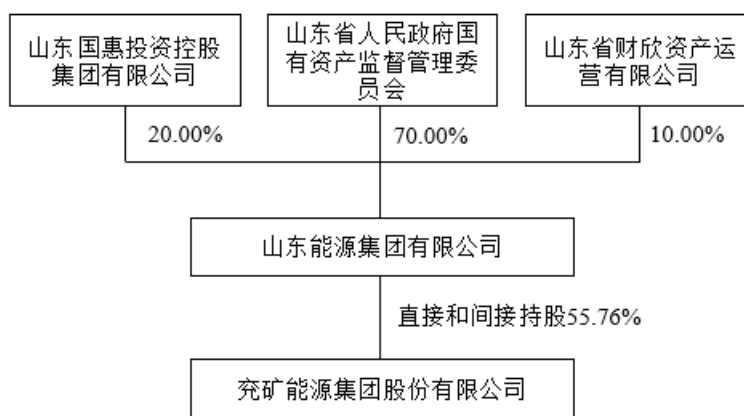 山东国惠投资控股
集团有限公司
山东省人民政府国
有资产监督管理委
员会
山东省财欣资产运
营有限公司
20.00%
70.00%
10.00%
山东能源集团有限公司
直接和间接持股55.76%
兖矿能源集团股份有限公司